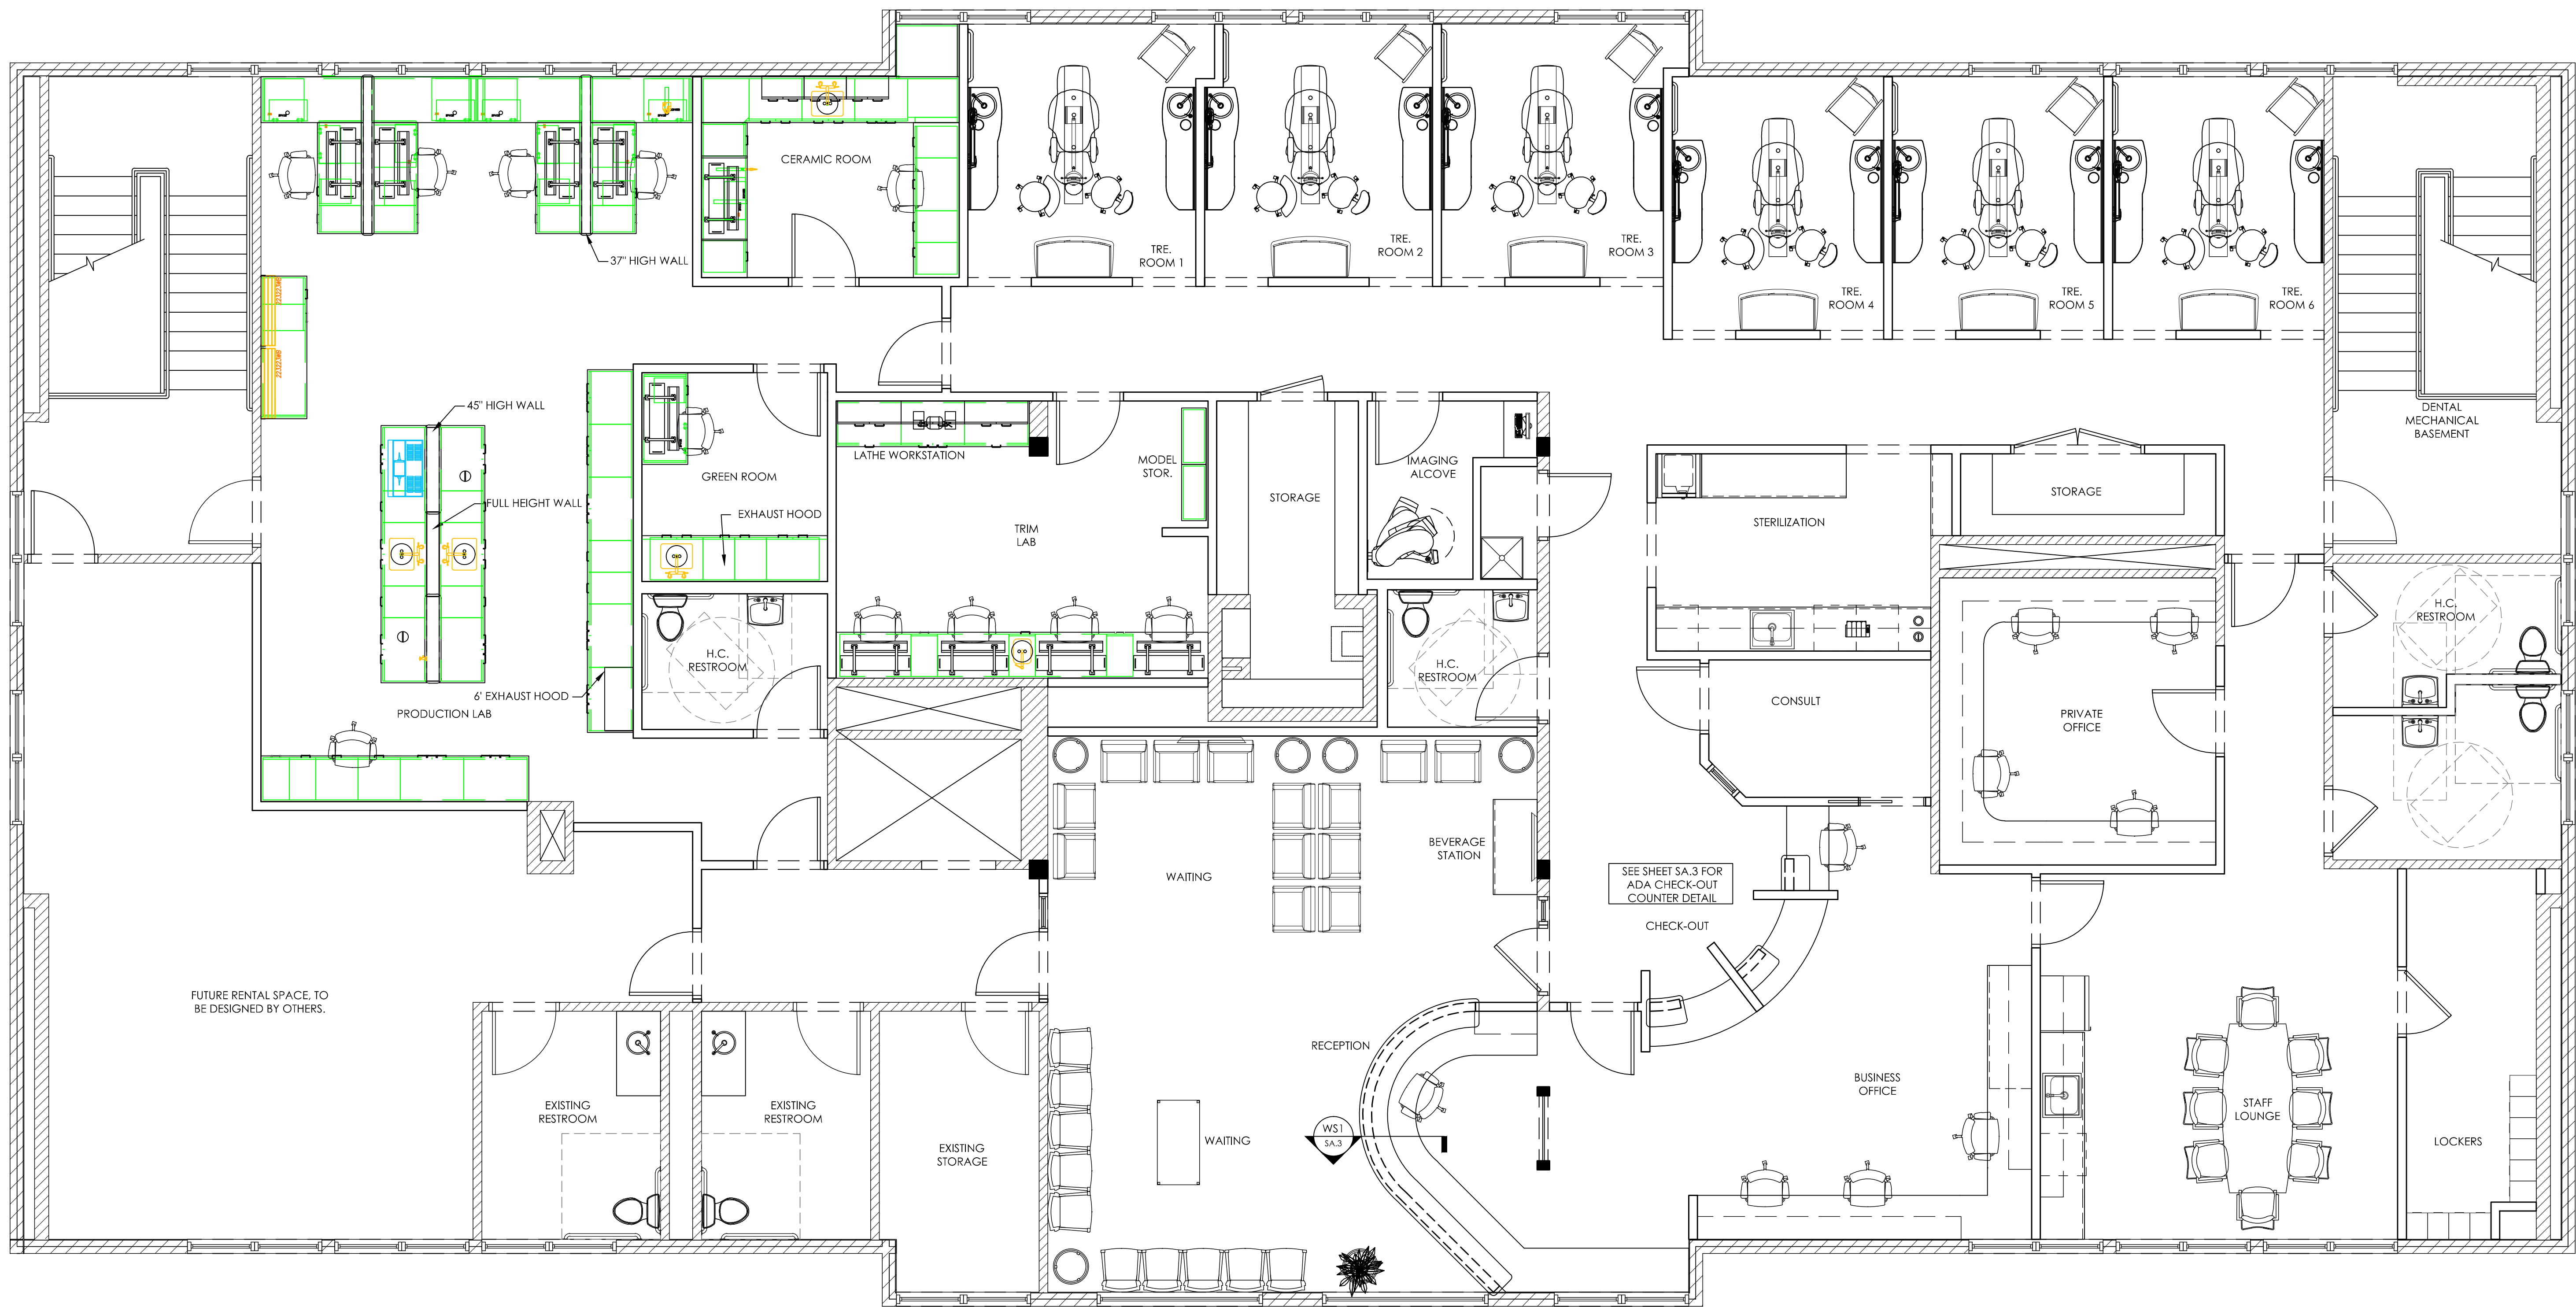 CERAMIC ROOM
37" HIGH WALL
TRE.
ROOM 1
TRE.
ROOM 2
TRE.
ROOM 3
TRE.
ROOM 4
TRE.
ROOM 5
TRE.
ROOM 6
45" HIGH WALL
FULL HEIGHT WALL
GREEN ROOM
EXHAUST HOOD
LATHE WORKSTATION
MODEL
STOR.
TRIM
LAB
STORAGE
IMAGING
ALCOVE
STERILIZATION
STORAGE
DENTAL
MECHANICAL
BASEMENT
H.C.
RESTROOM
H.C.
RESTROOM
H.C.
RESTROOM
6' EXHAUST HOOD
PRODUCTION LAB
CONSULT
PRIVATE
OFFICE
WAITING
BEVERAGE
STATION
SEE SHEET SA.3 FOR
ADA CHECK-OUT
COUNTER DETAIL
CHECK-OUT
FUTURE RENTAL SPACE, TO
BE DESIGNED BY OTHERS.
RECEPTION
EXISTING
RESTROOM
EXISTING
RESTROOM
EXISTING
STORAGE
WAITING
WS1
SA.3
BUSINESS
OFFICE
STAFF
LOUNGE
LOCKERS